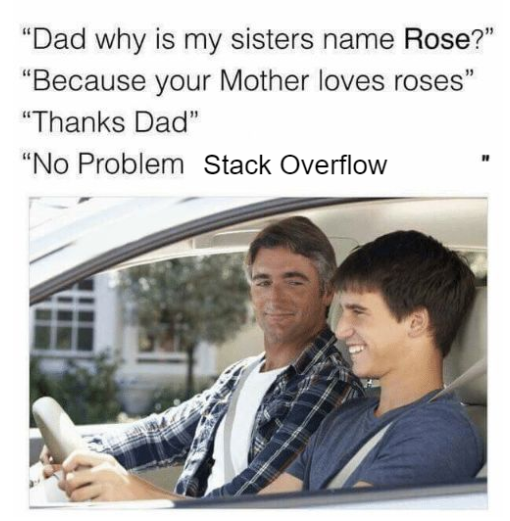 “Dad why is my sisters name Rose?”
“Because your Mother loves roses”
“Thanks Dad”
“No Problem Stack Overflow "